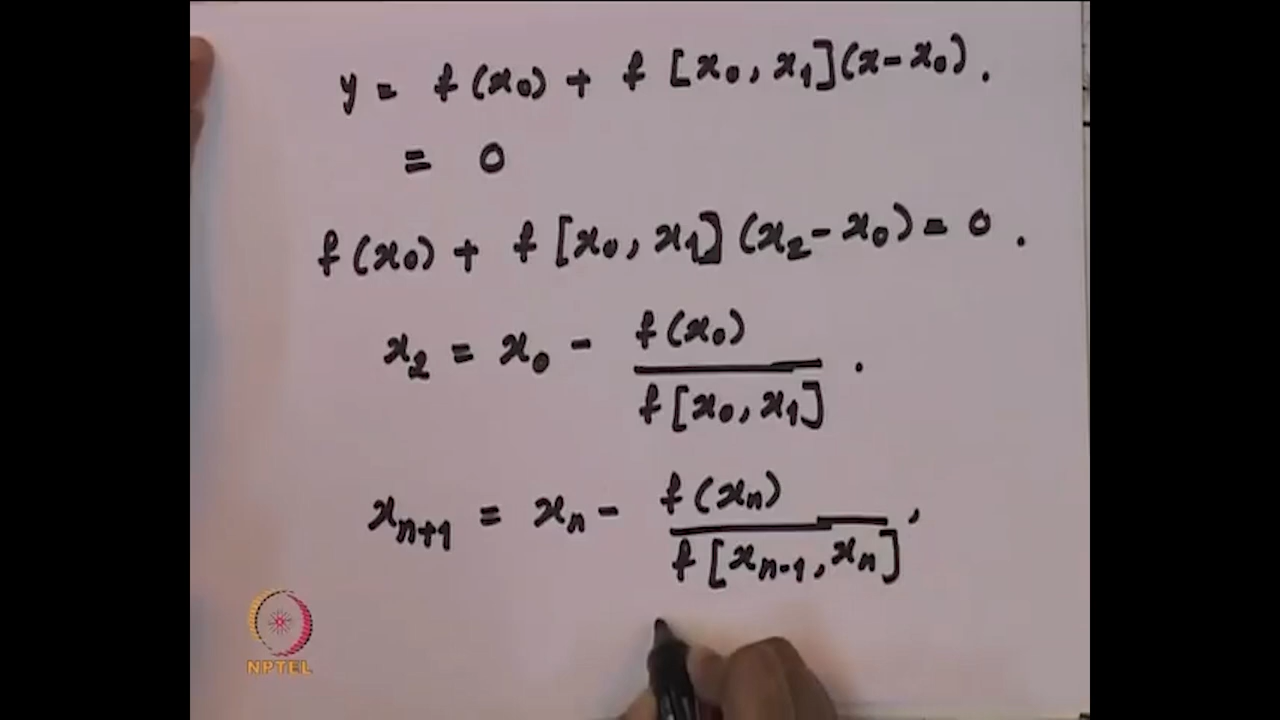 y = f(x₀) + f[x₀, x₁](x - x₀).
= 0
f(x₀) + f[x₀, x₁](x₂ - x₀) = 0.
x₂ = x₀ - f(x₀) / f[x₀, x₁].
xₙ₊₁ = xₙ - f(xₙ) / f[xₙ₋₁, xₙ],
NPTEL